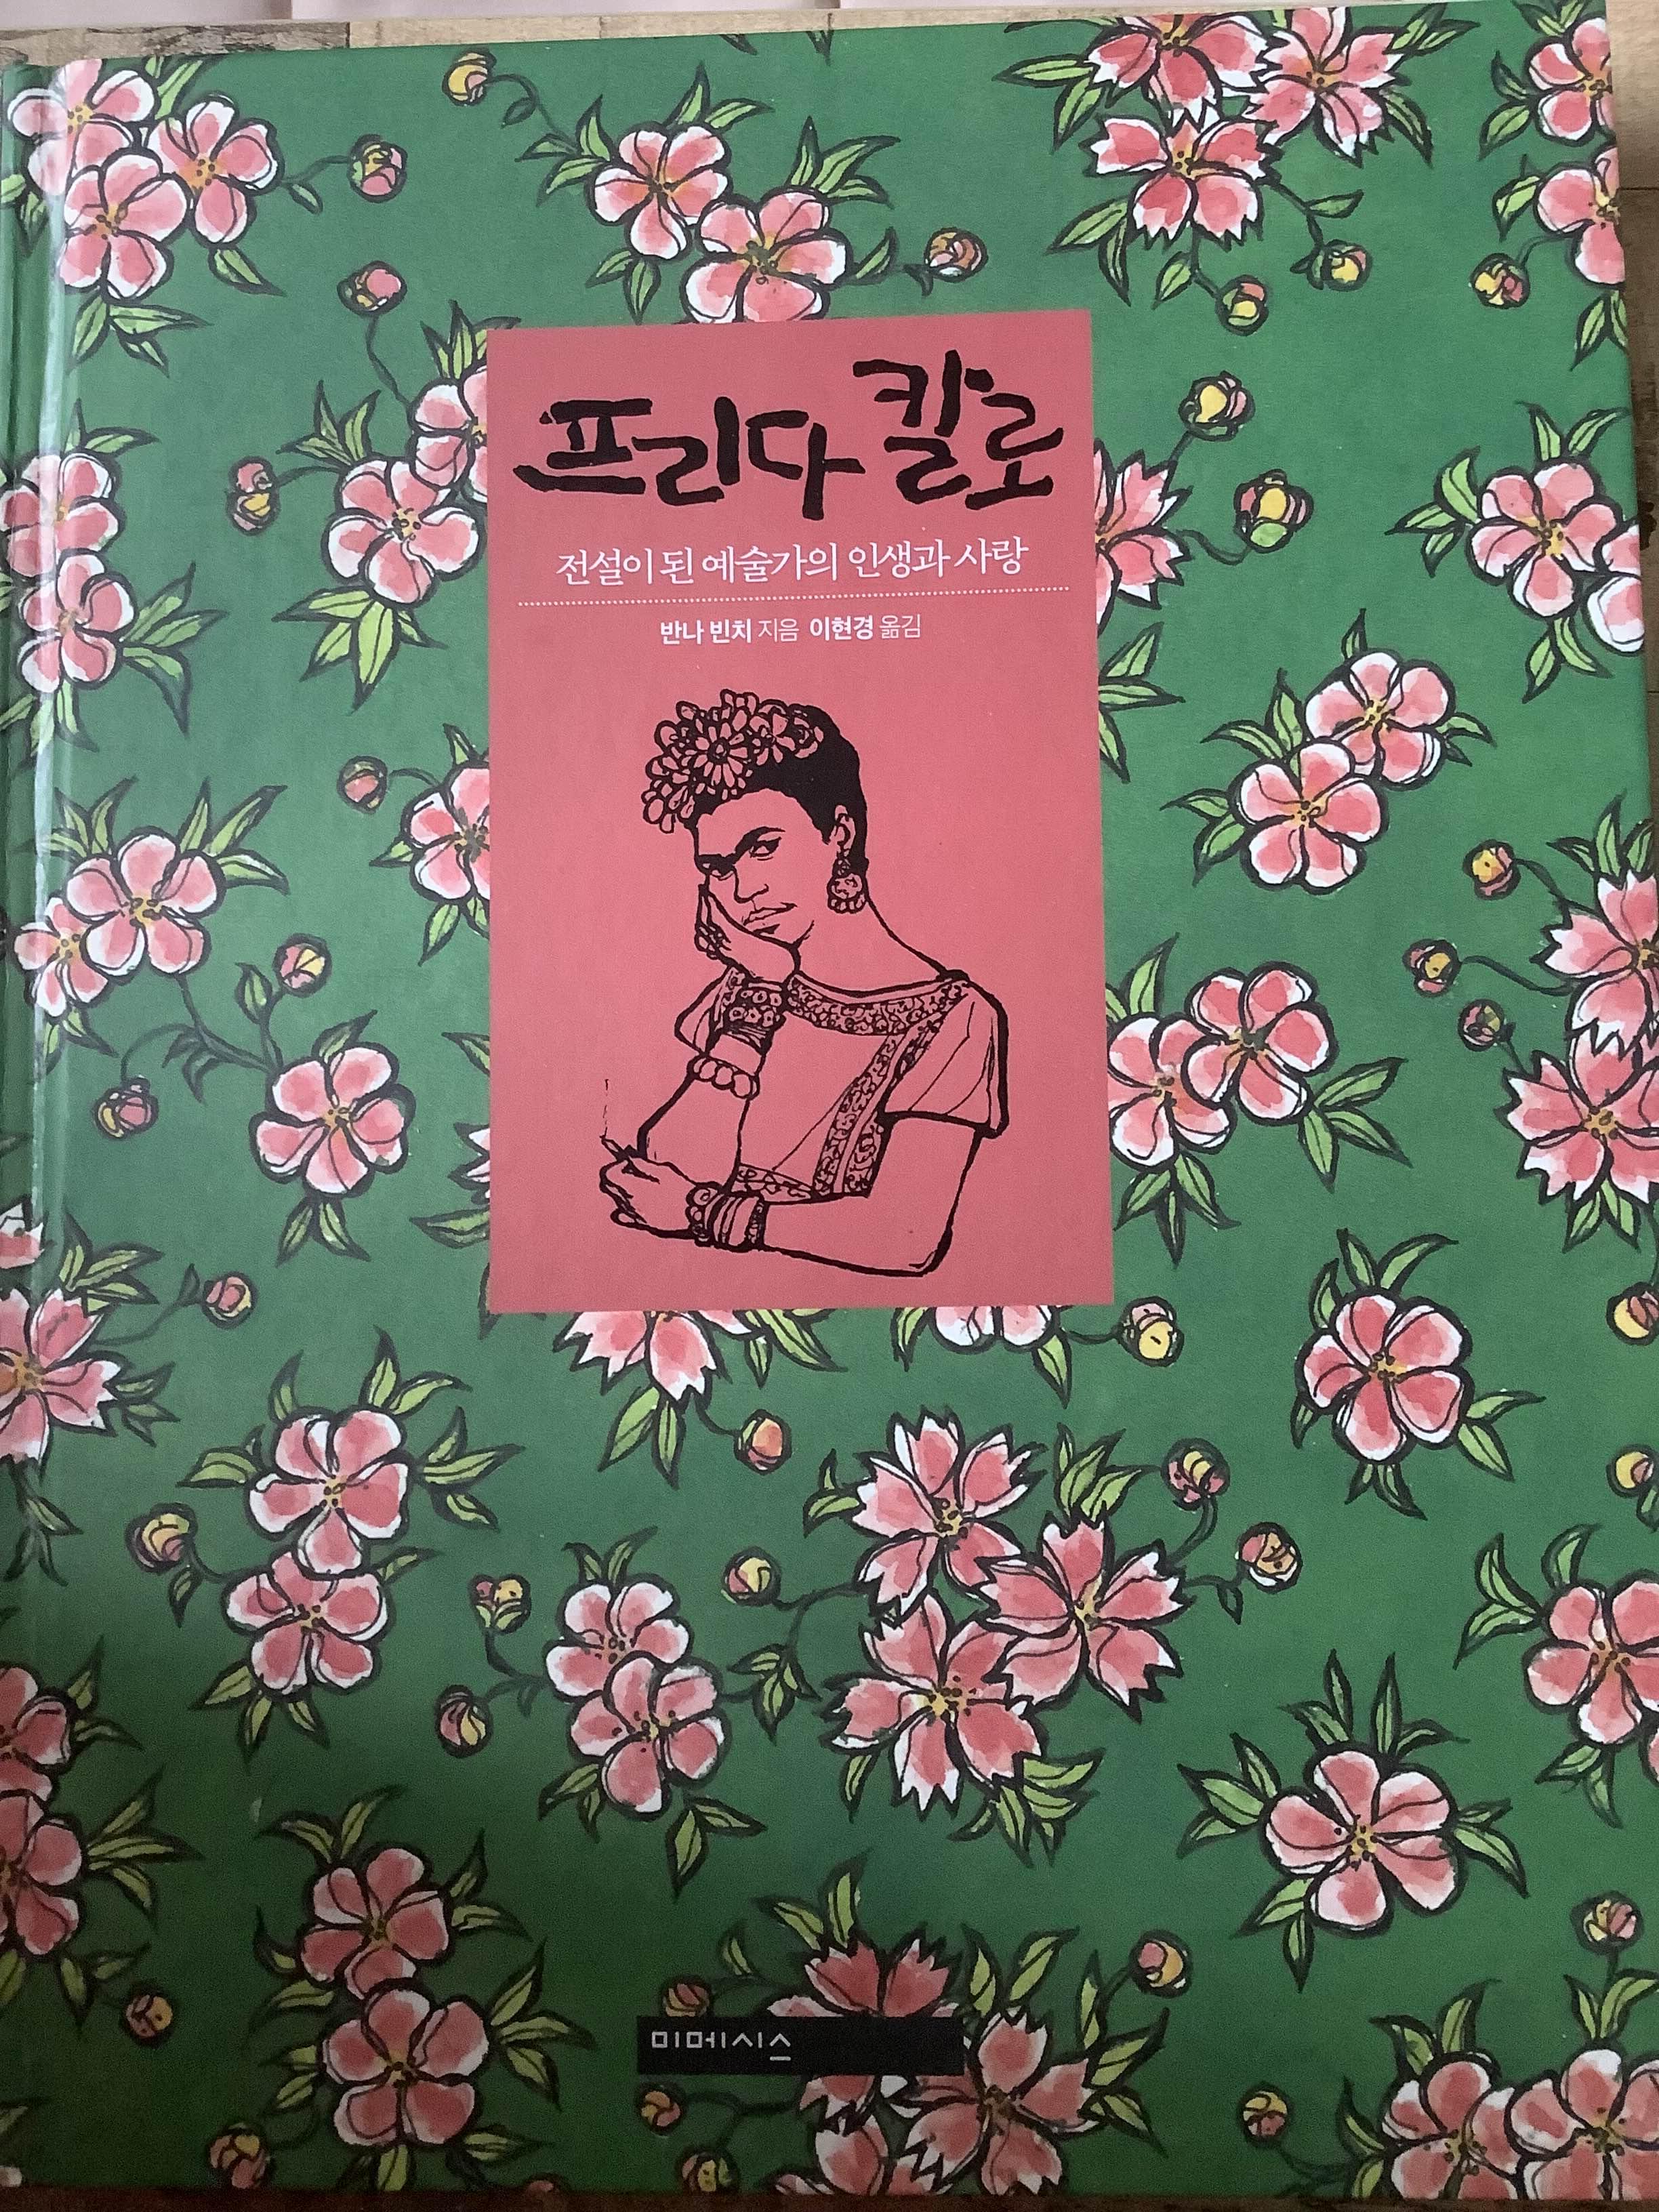 프리다 칼로
전설이 된 예술가의 인생과 사랑
반나 빈치 지음 이현경 옮김
미메시스